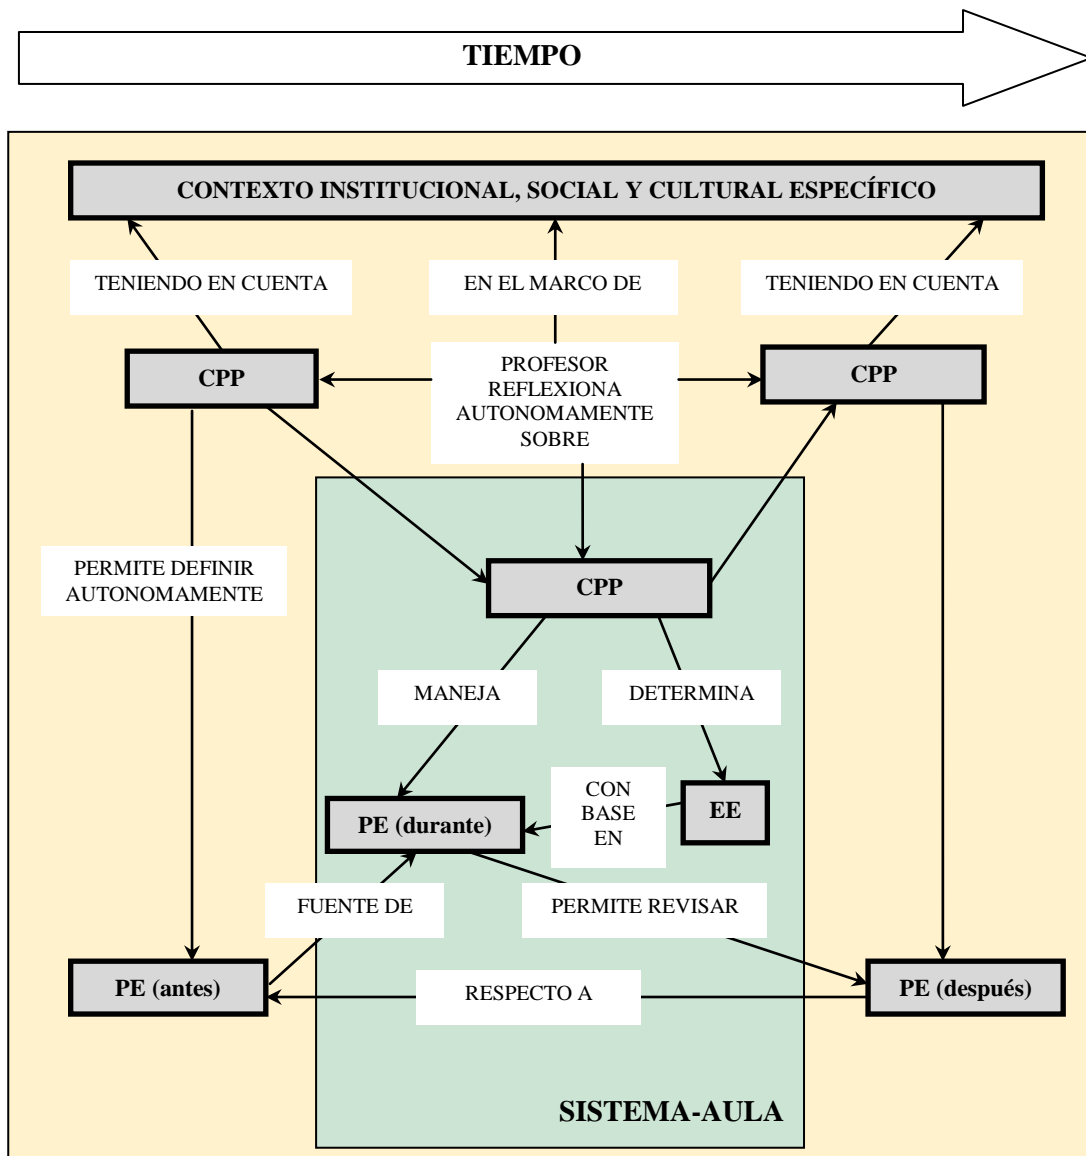 TIEMPO
CONTEXTO INSTITUCIONAL, SOCIAL Y CULTURAL ESPECÍFICO
TENIENDO EN CUENTA
EN EL MARCO DE
TENIENDO EN CUENTA
CPP
PROFESOR
REFLEXIONA
AUTONOMAMENTE
SOBRE
CPP
PERMITE DEFINIR
AUTONOMAMENTE
CPP
MANEJA
DETERMINA
PE (durante)
CON
BASE
EN
EE
FUENTE DE
PERMITE REVISAR
PE (antes)
RESPECTO A
PE (después)
SISTEMA-AULA